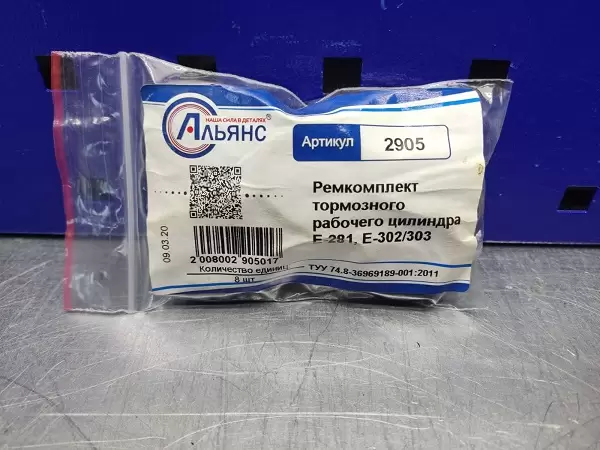 НАША СИЛА В ДЕТАЛЯХ
АЛЬЯНС®
Артикул 2905
Ремкомплект
тормозного
рабочего цилиндра
Е-281, Е-302/303
09.03.20
2 008002 905017
Количество единиц
8 шт
ТУУ 74.8-36969189-001:2011